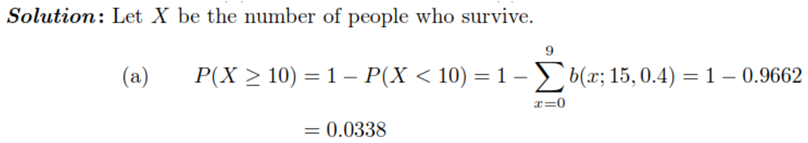 Solution: Let X be the number of people who survive.
(a) P(X ≥ 10) = 1 − P(X < 10) = 1 − ∑_{x=0}^{9} b(x; 15, 0.4) = 1 − 0.9662
= 0.0338